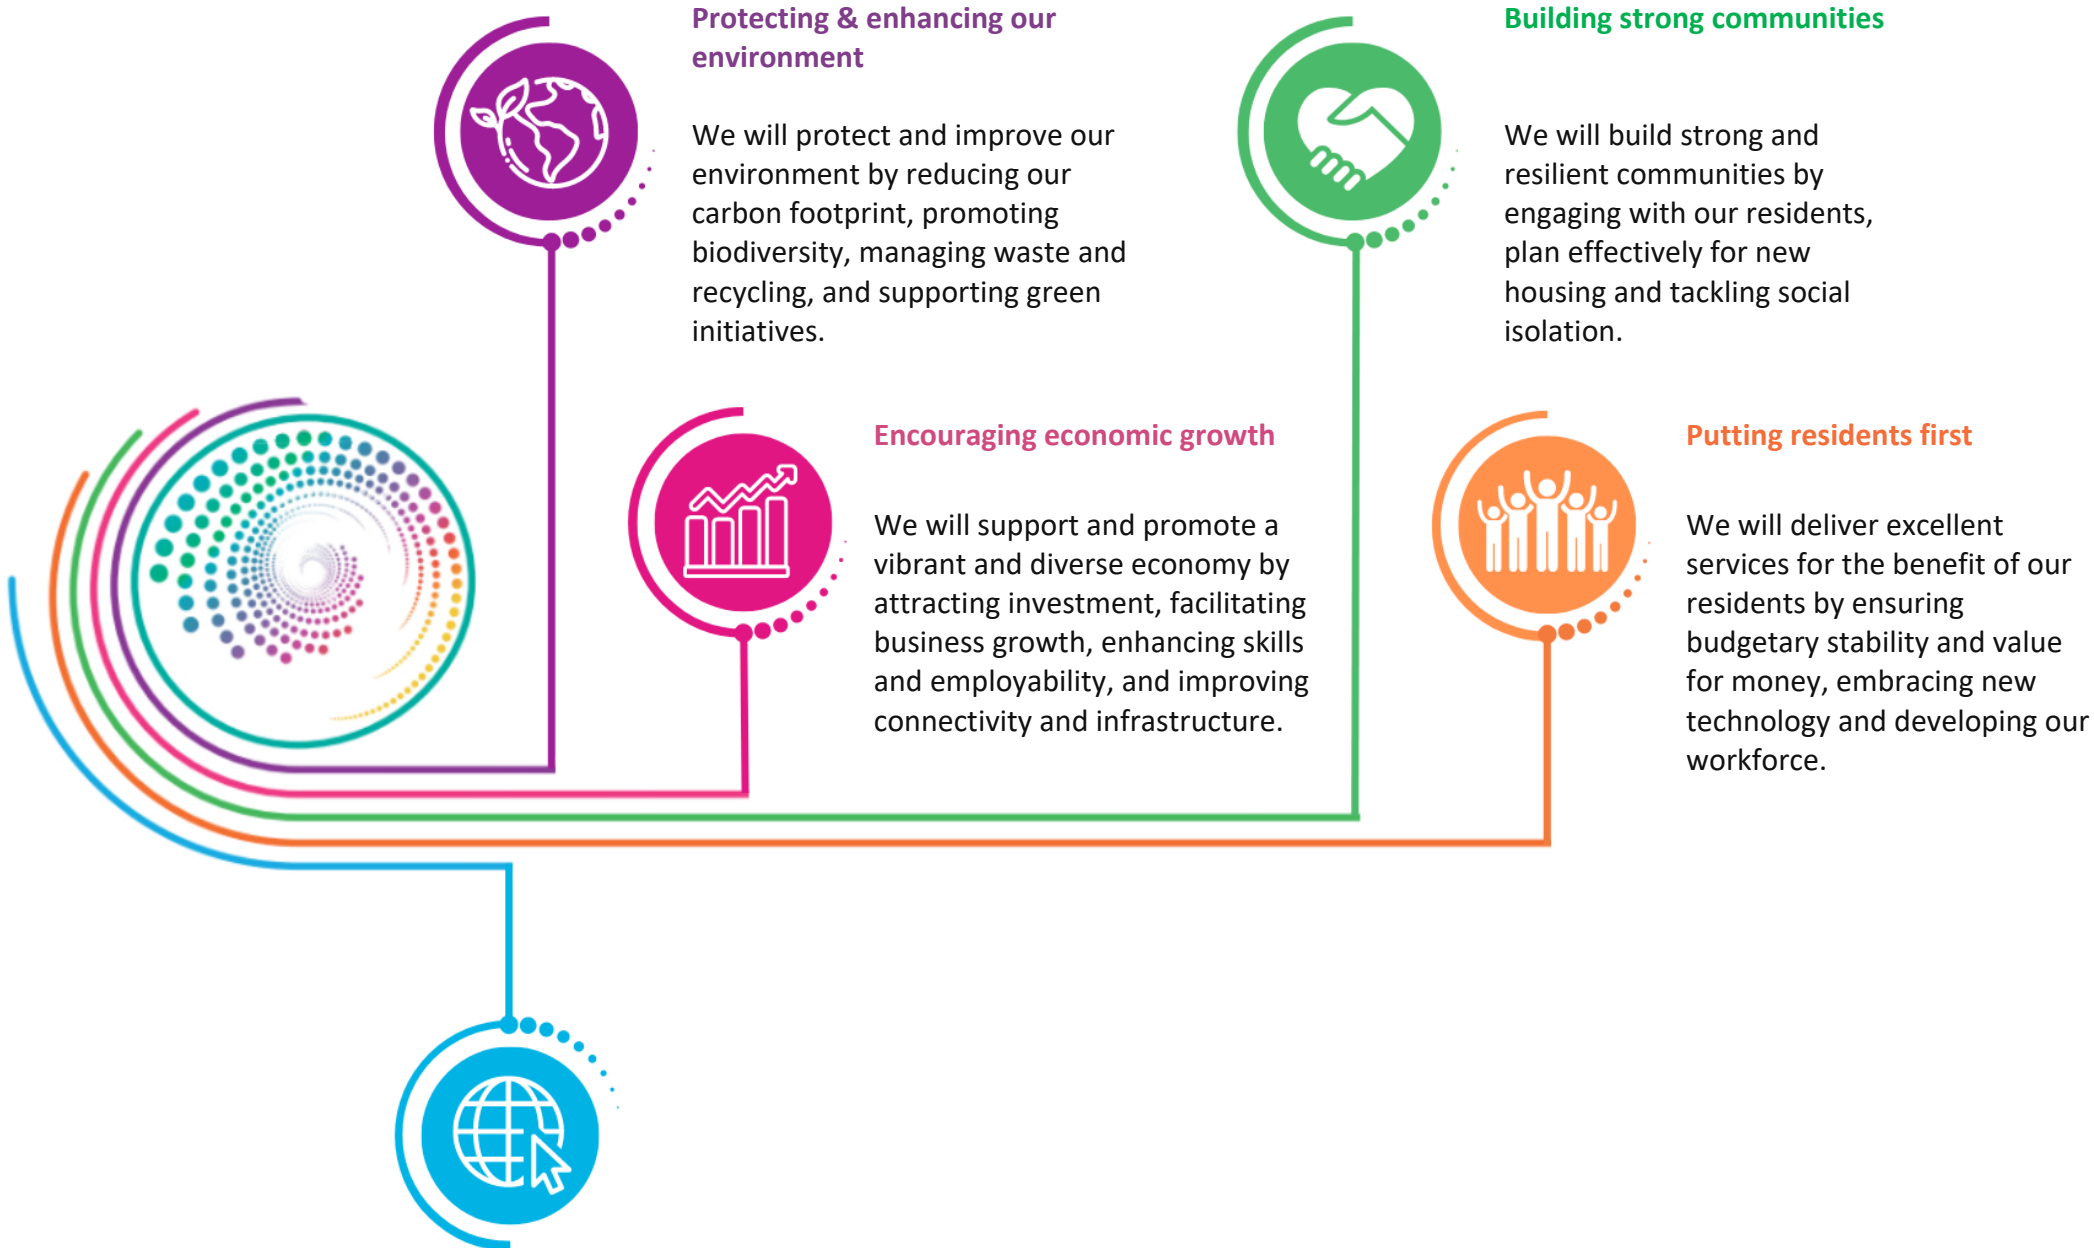 Protecting & enhancing our
environment
We will protect and improve our
environment by reducing our
carbon footprint, promoting
biodiversity, managing waste and
recycling, and supporting green
initiatives.
Building strong communities
We will build strong and
resilient communities by
engaging with our residents,
plan effectively for new
housing and tackling social
isolation.
Encouraging economic growth
We will support and promote a
vibrant and diverse economy by
attracting investment, facilitating
business growth, enhancing skills
and employability, and improving
connectivity and infrastructure.
Putting residents first
We will deliver excellent
services for the benefit of our
residents by ensuring
budgetary stability and value
for money, embracing new
technology and developing our
workforce.